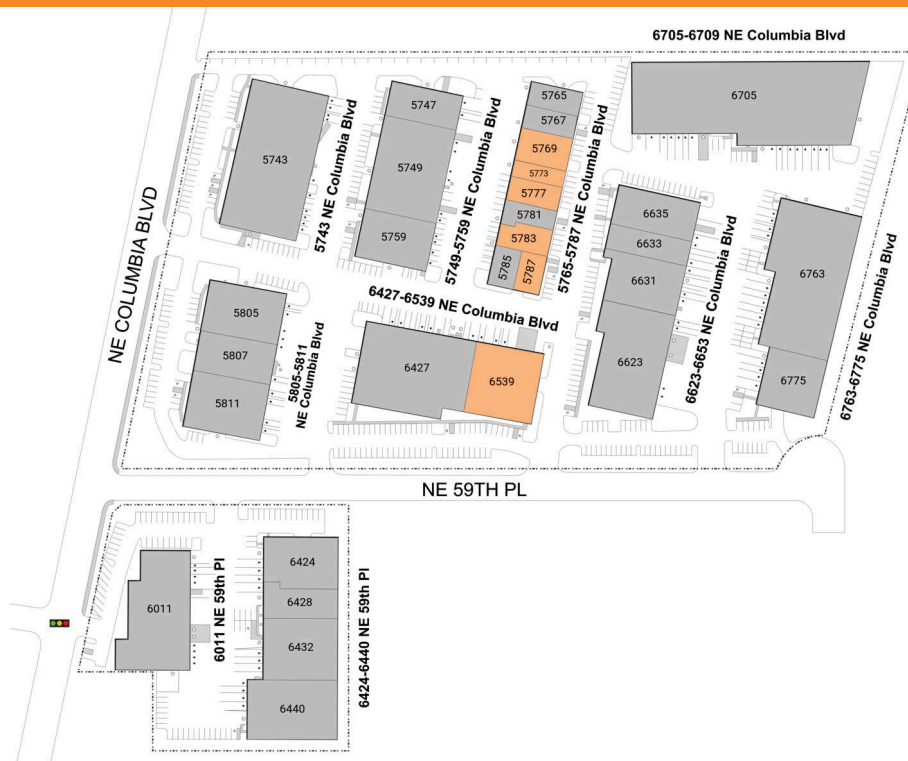 6705-6709 NE Columbia Blvd
6705
5743
5743 NE Columbia Blvd
5747
5749
5759
5749-5759 NE Columbia Blvd
5765
5767
5769
5773
5777
5781
5783
5785
5787
5765-5787 NE Columbia Blvd
6635
6633
6631
6623
6623-6653 NE Columbia Blvd
6763
6775
6763-6775 NE Columbia Blvd
NE COLUMBIA BLVD
5805
5807
5811
5805-5811
NE Columbia Blvd
6427-6539 NE Columbia Blvd
6427
6539
NE 59TH PL
6011
6011 NE 59th Pl
6424
6428
6432
6440
6424-6440 NE 59th Pl